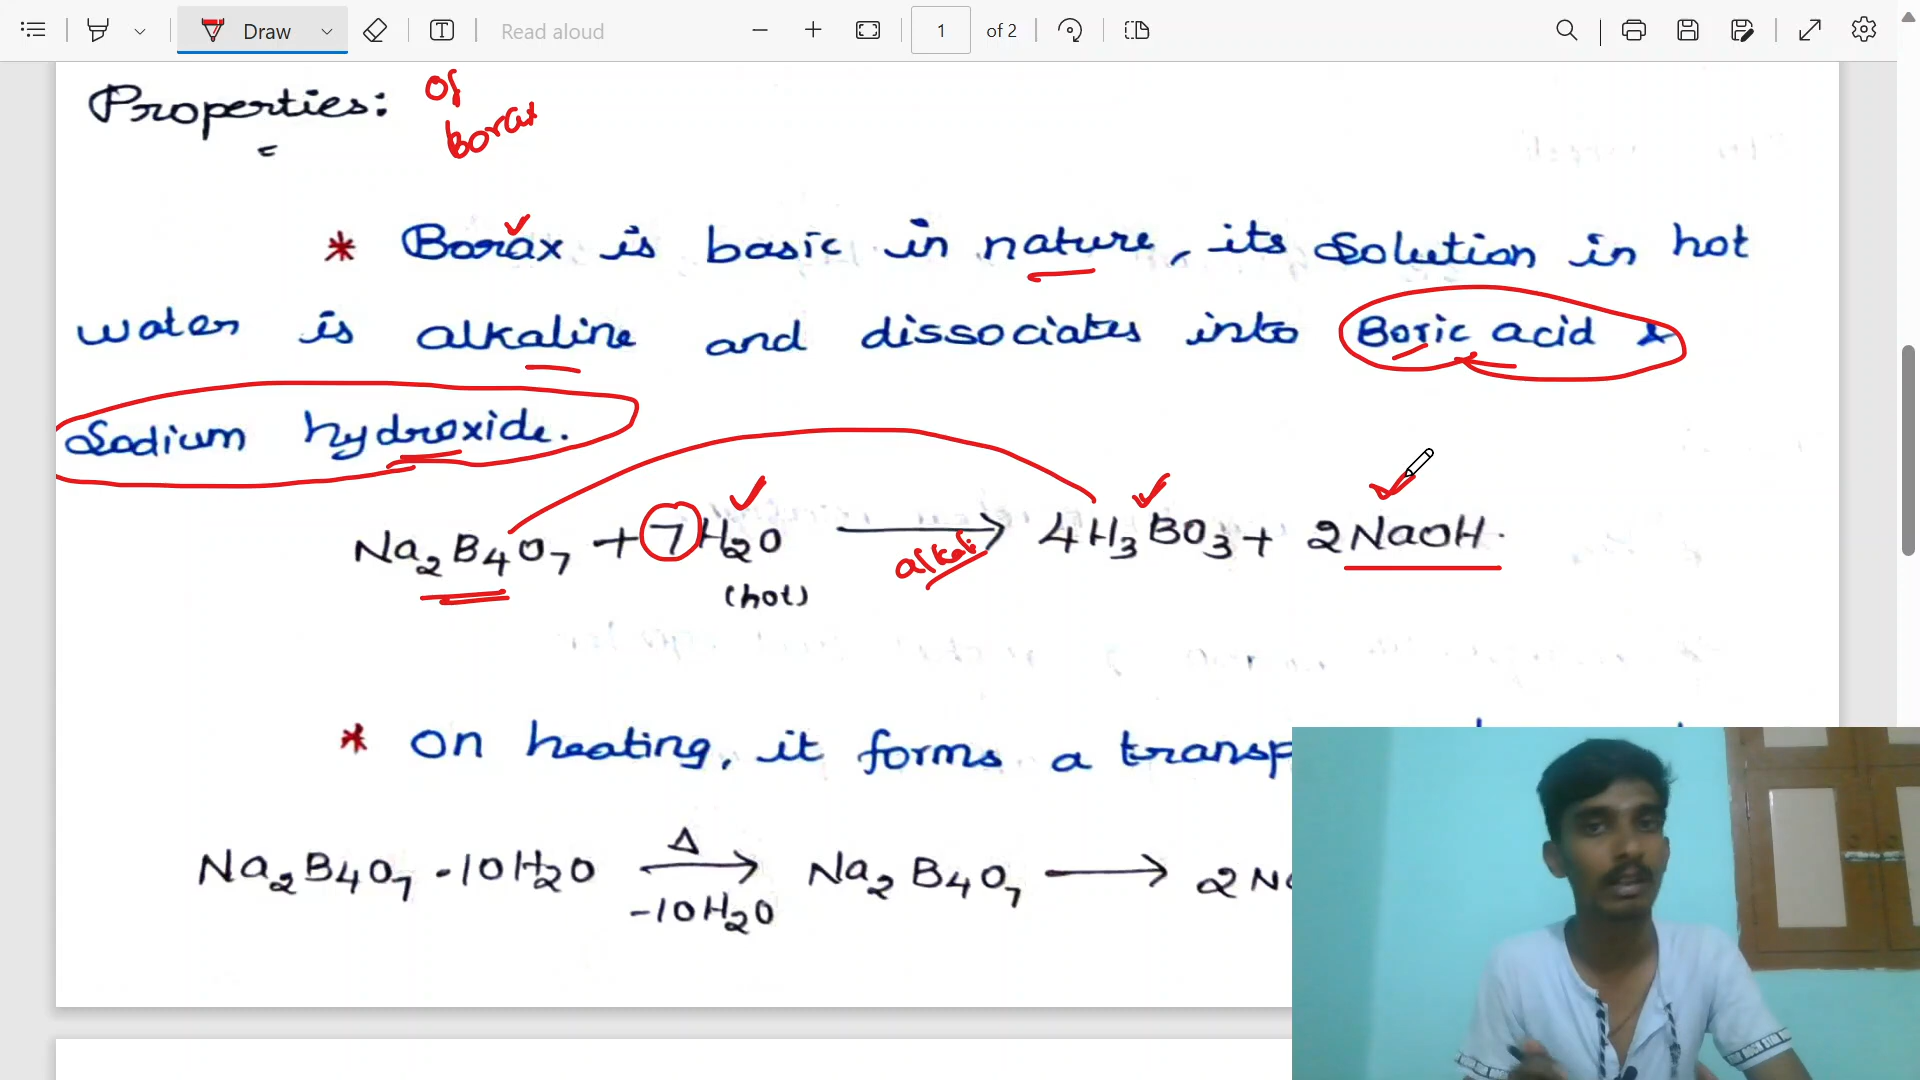 Draw
Read aloud
1 of 2
Properties: of
borax
* Borax is basic in nature, its solution in hot
water is alkaline and dissociates into Boric acid &
Sodium hydroxide.
Na2B4O7 + 7H2O → 4H3BO3 + 2NaOH.
alkali
(hot)
* On heating, it forms a
Na2B4O7 .10H2O Δ → Na2B4O7 → 2
-10H2O